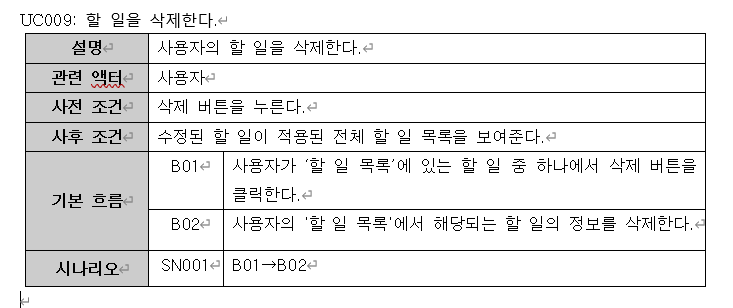 UC009: 할 일을 삭제한다.
설명 사용자의 할 일을 삭제한다.
관련 액터 사용자
사전 조건 삭제 버튼을 누른다.
사후 조건 수정된 할 일이 적용된 전체 할 일 목록을 보여준다.
기본 흐름 B01 사용자가 '할 일 목록'에 있는 할 일 중 하나에서 삭제 버튼을
클릭한다.
B02 사용자의 '할 일 목록'에서 해당되는 할 일의 정보를 삭제한다.
시나리오 SN001 B01→B02